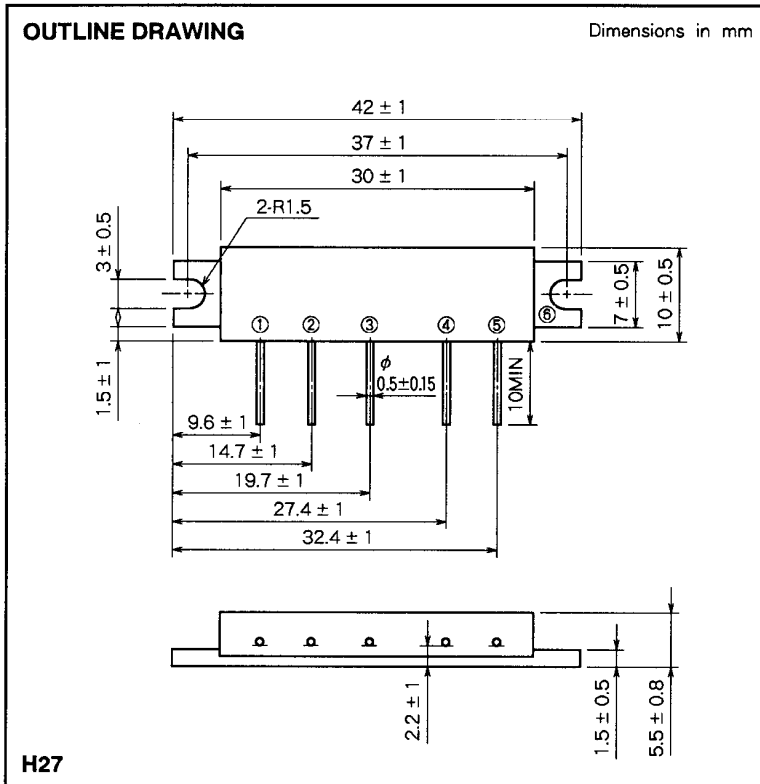 OUTLINE DRAWING
Dimensions in mm
42 ± 1
37 ± 1
30 ± 1
2-R1.5
3 ± 0.5
7 ± 0.5
10 ± 0.5
⑥
① ② ③ ④ ⑤
1.5 ± 1
ϕ
0.5±0.15
10MIN
9.6 ± 1
14.7 ± 1
19.7 ± 1
27.4 ± 1
32.4 ± 1
2.2 ± 1
1.5 ± 0.5
5.5 ± 0.8
H27